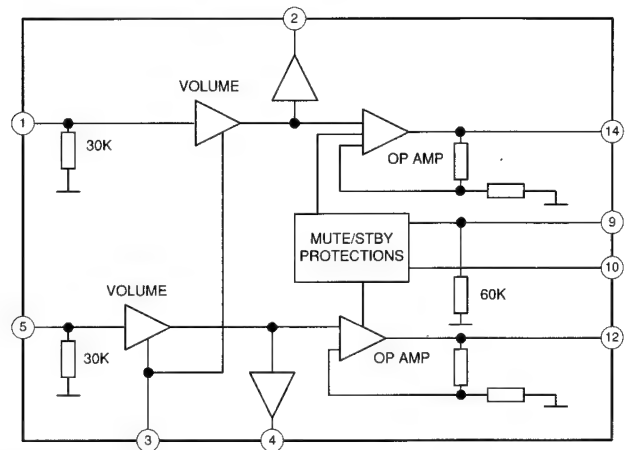 2
VOLUME
1
30K
OP AMP
14
MUTE/STBY
PROTECTIONS
9
10
VOLUME
60K
5
30K
OP AMP
12
3
4